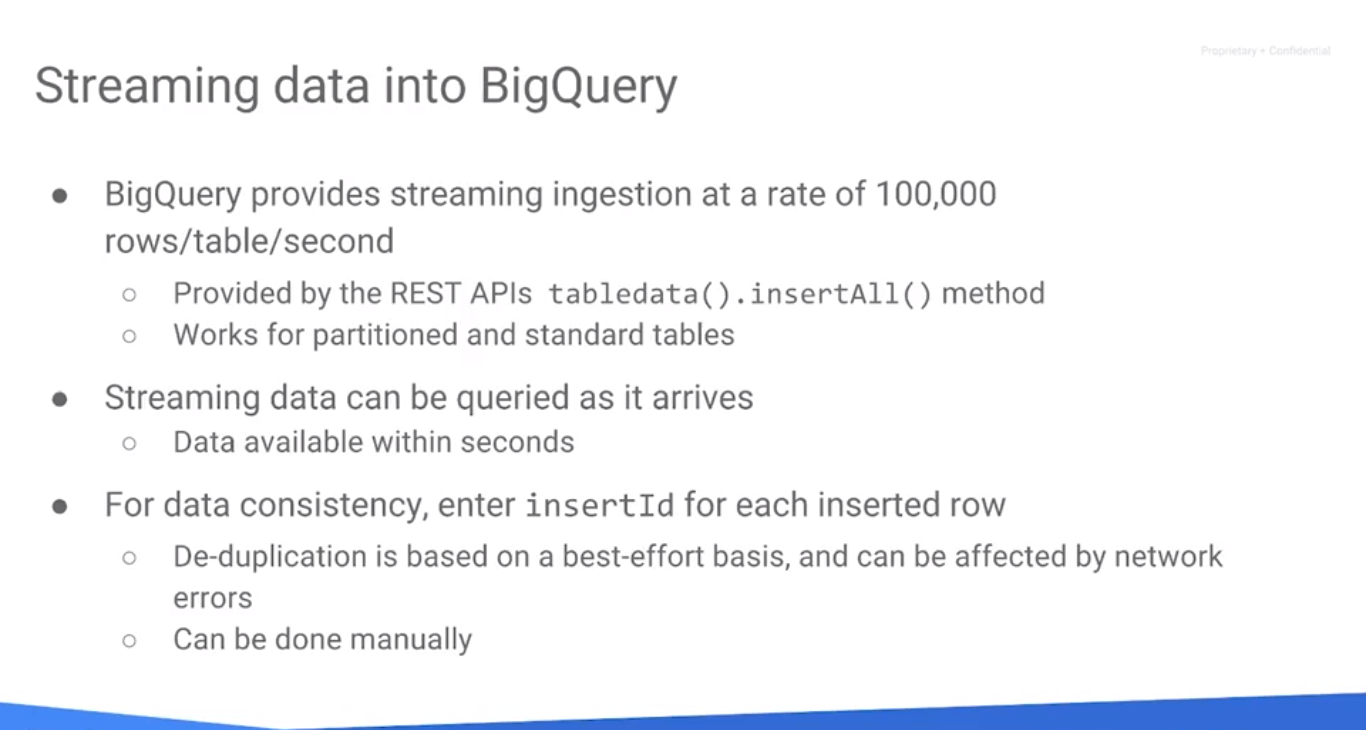 Proprietary + Confidential
Streaming data into BigQuery
● BigQuery provides streaming ingestion at a rate of 100,000
rows/table/second
○ Provided by the REST APIs tabledata().insertAll() method
○ Works for partitioned and standard tables
● Streaming data can be queried as it arrives
○ Data available within seconds
● For data consistency, enter insertId for each inserted row
○ De-duplication is based on a best-effort basis, and can be affected by network
errors
○ Can be done manually